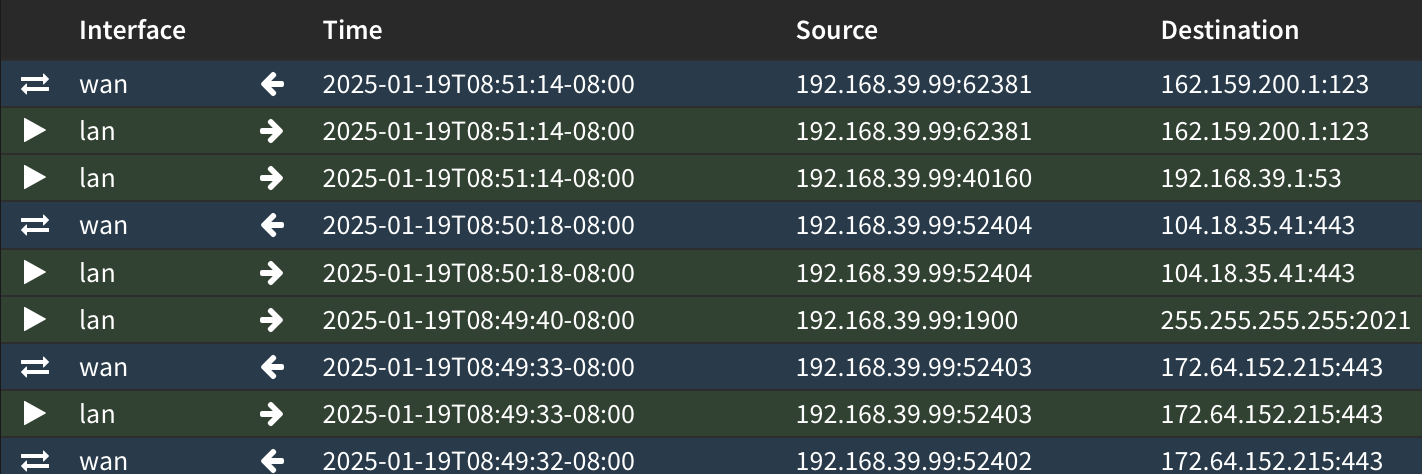 Interface Time Source Destination
wan 2025-01-19T08:51:14-08:00 192.168.39.99:62381 162.159.200.1:123
lan 2025-01-19T08:51:14-08:00 192.168.39.99:62381 162.159.200.1:123
lan 2025-01-19T08:51:14-08:00 192.168.39.99:40160 192.168.39.1:53
wan 2025-01-19T08:50:18-08:00 192.168.39.99:52404 104.18.35.41:443
lan 2025-01-19T08:50:18-08:00 192.168.39.99:52404 104.18.35.41:443
lan 2025-01-19T08:49:40-08:00 192.168.39.99:1900 255.255.255.255:2021
wan 2025-01-19T08:49:33-08:00 192.168.39.99:52403 172.64.152.215:443
lan 2025-01-19T08:49:33-08:00 192.168.39.99:52403 172.64.152.215:443
wan 2025-01-19T08:49:32-08:00 192.168.39.99:52402 172.64.152.215:443